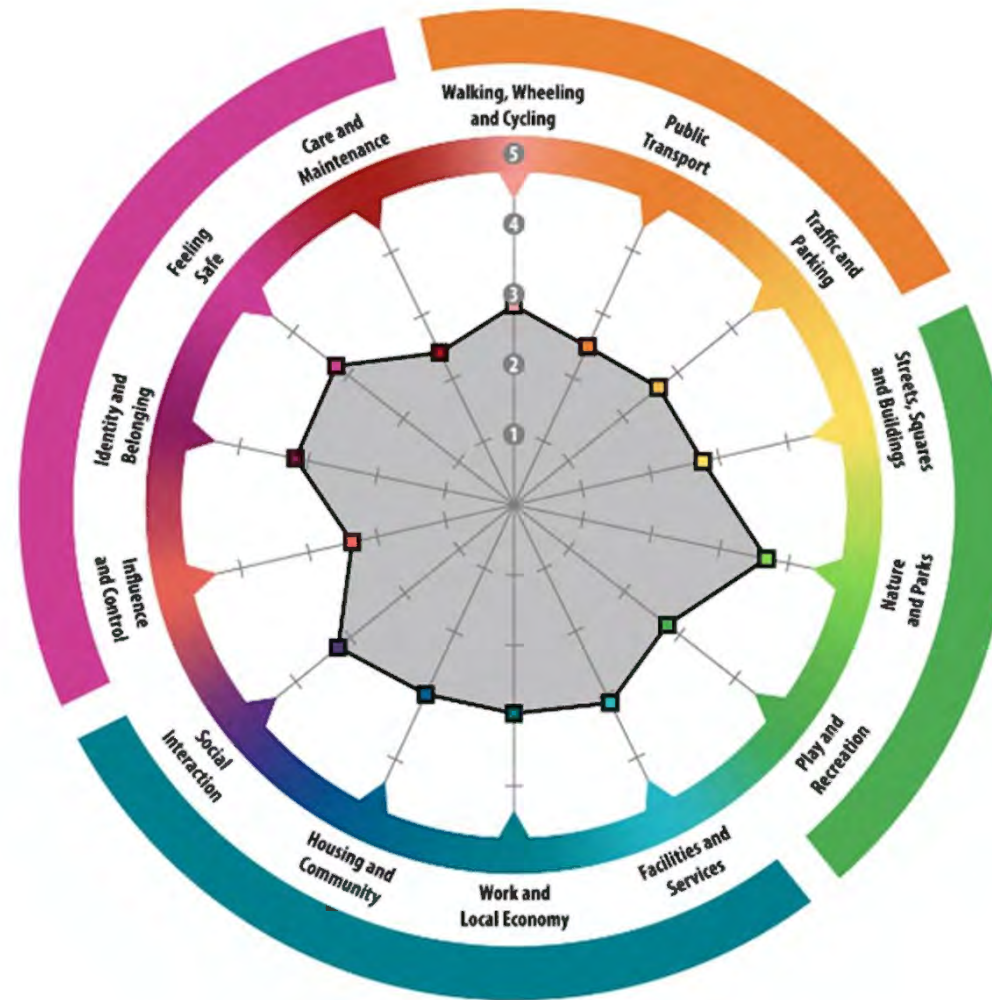 Walking, Wheeling
and Cycling
Public
Transport
Traffic and
Parking
Streets, Squares
and Buildings
Nature
and Parks
Play and
Recreation
Facilities and
Services
Work and
Local Economy
Housing and
Community
Social
Interaction
Influence
and Control
Identity and
Belonging
Feeling
Safe
Care and
Maintenance
5
4
3
2
1